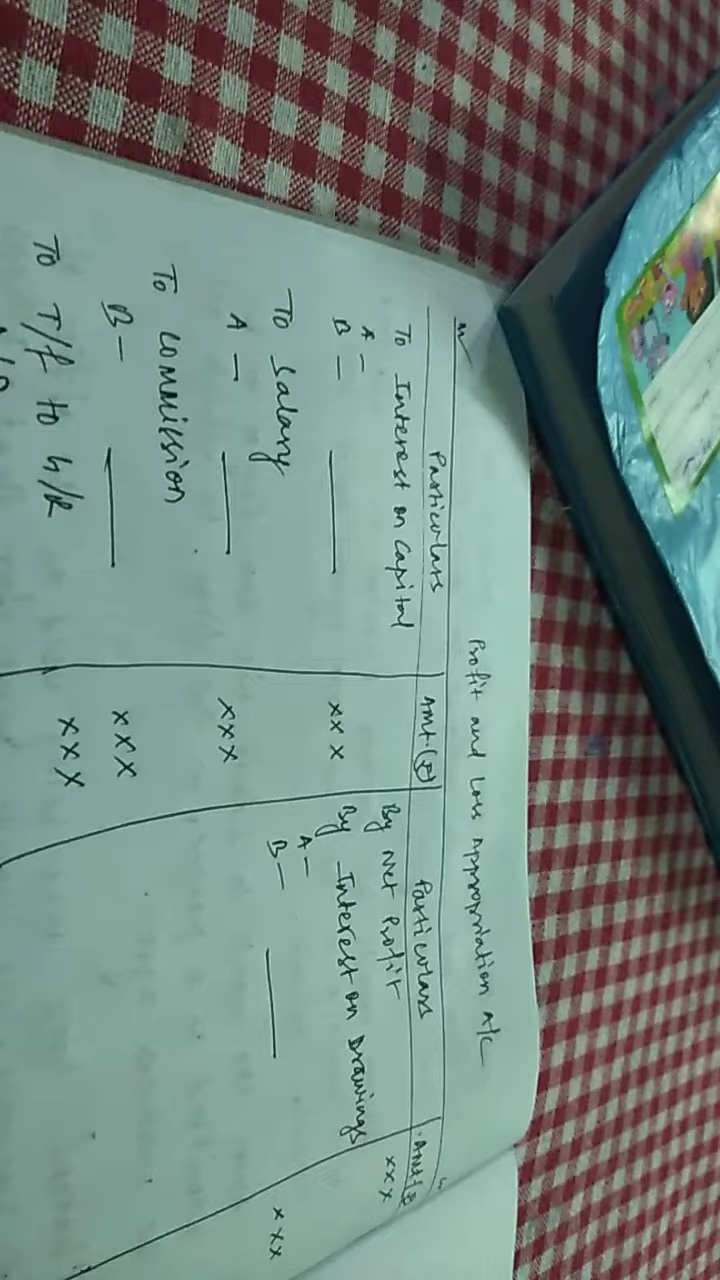 Profit and Loss Appropriation A/c
Particulars Amt.(₹) Particulars Amt(₹)
To Interest on Capital
A –
B – xxx
To Salary
A – xxx
To Commission
B – xxx
To T/f to G/R xxx
By Net Profit xxx
By Interest on Drawings
A –
B – xxx